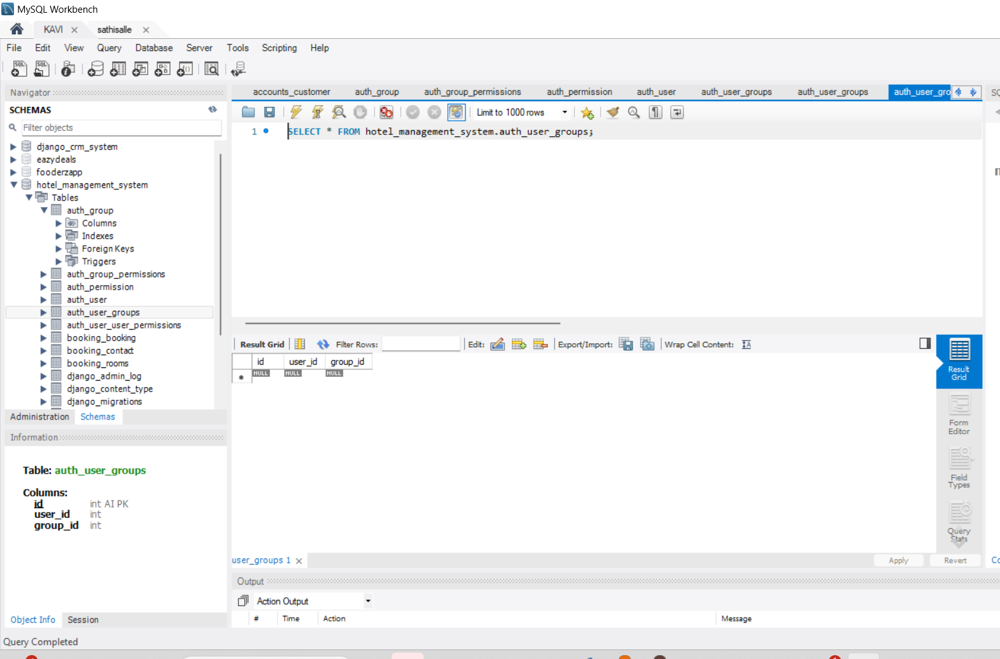 MySQL Workbench
KAVI
sathisalle
File Edit View Query Database Server Tools Scripting Help
Navigator
SCHEMAS
Filter objects
django_crm_system
eazydeals
fooderzapp
hotel_management_system
Tables
auth_group
Columns
Indexes
Foreign Keys
Triggers
auth_group_permissions
auth_permission
auth_user
auth_user_groups
auth_user_user_permissions
booking_booking
booking_contact
booking_rooms
django_admin_log
django_content_type
django_migrations
Administration Schemas
Information
Table: auth_user_groups
Columns:
id int AI PK
user_id int
group_id int
Object Info Session
Query Completed
accounts_customer auth_group auth_group_permissions auth_permission auth_user auth_user_groups auth_user_groups auth_user_gro
Limit to 1000 rows
1 SELECT * FROM hotel_management_system.auth_user_groups;
Result Grid Filter Rows: Edit: Export/Import: Wrap Cell Content:
id user_id group_id
NULL NULL NULL
Result
Grid
Form
Editor
Field
Types
Query
Stats
user_groups 1
Apply Revert
Output
Action Output
# Time Action Message